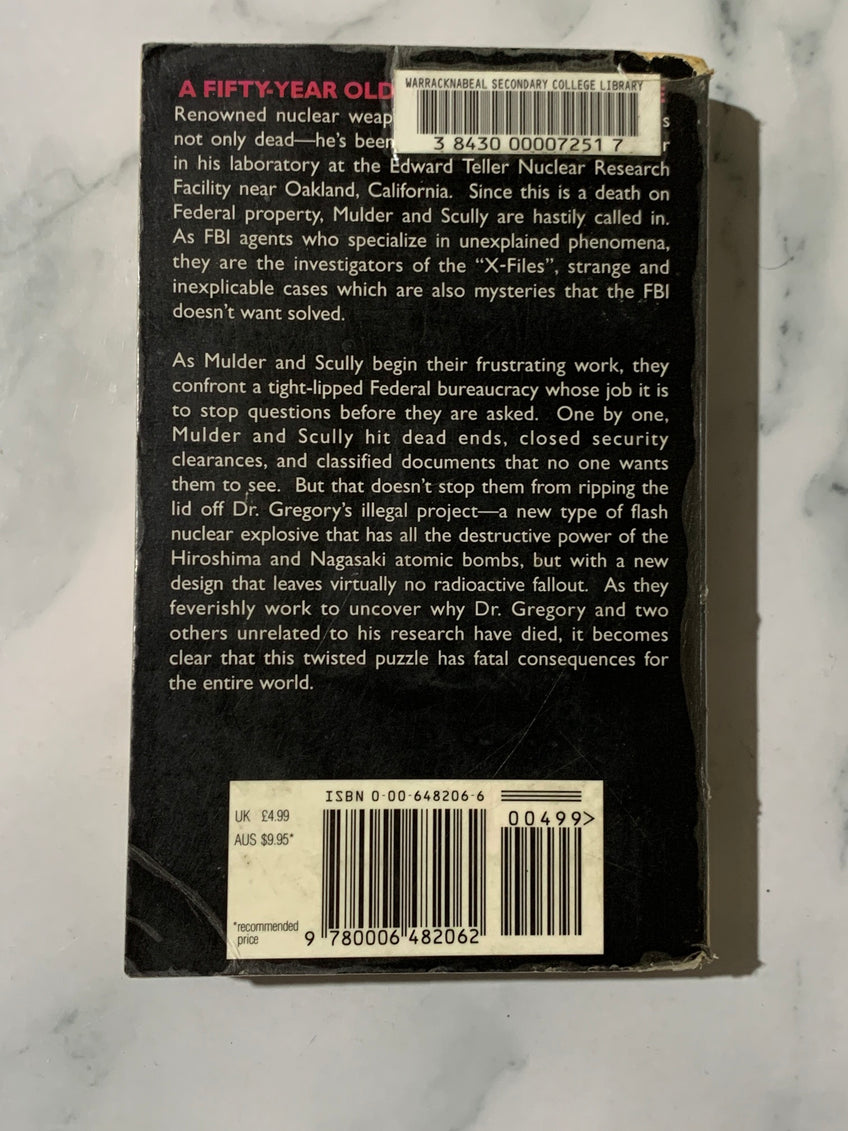 A FIFTY-YEAR OLD
WARRACKNABEAL SECONDARY COLLEGE LIBRARY
3 8430 00007251 7
Renowned nuclear weap
not only dead—he's been
in his laboratory at the Edward Teller Nuclear Research
Facility near Oakland, California. Since this is a death on
Federal property, Mulder and Scully are hastily called in.
As FBI agents who specialize in unexplained phenomena,
they are the investigators of the “X-Files”, strange and
inexplicable cases which are also mysteries that the FBI
doesn't want solved.
As Mulder and Scully begin their frustrating work, they
confront a tight-lipped Federal bureaucracy whose job it is
to stop questions before they are asked. One by one,
Mulder and Scully hit dead ends, closed security
clearances, and classified documents that no one wants
them to see. But that doesn't stop them from ripping the
lid off Dr. Gregory's illegal project—a new type of flash
nuclear explosive that has all the destructive power of the
Hiroshima and Nagasaki atomic bombs, but with a new
design that leaves virtually no radioactive fallout. As they
feverishly work to uncover why Dr. Gregory and two
others unrelated to his research have died, it becomes
clear that this twisted puzzle has fatal consequences for
the entire world.
ISBN 0-00-648206-6
UK £4.99
AUS $9.95*
00499>
*recommended
price
9 780006 482062